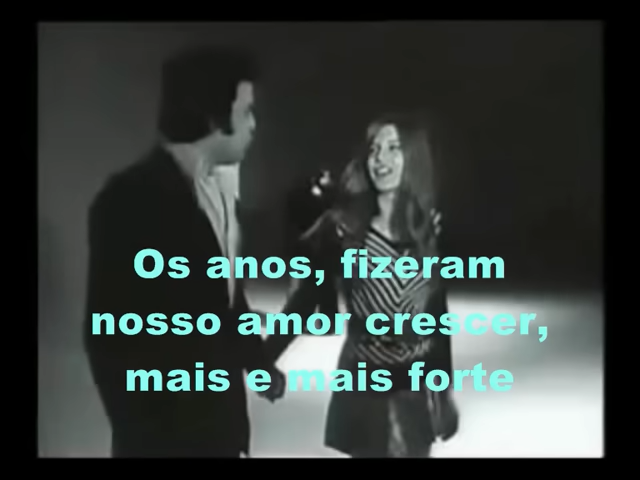 Os anos, fizeram
nosso amor crescer,
mais e mais forte